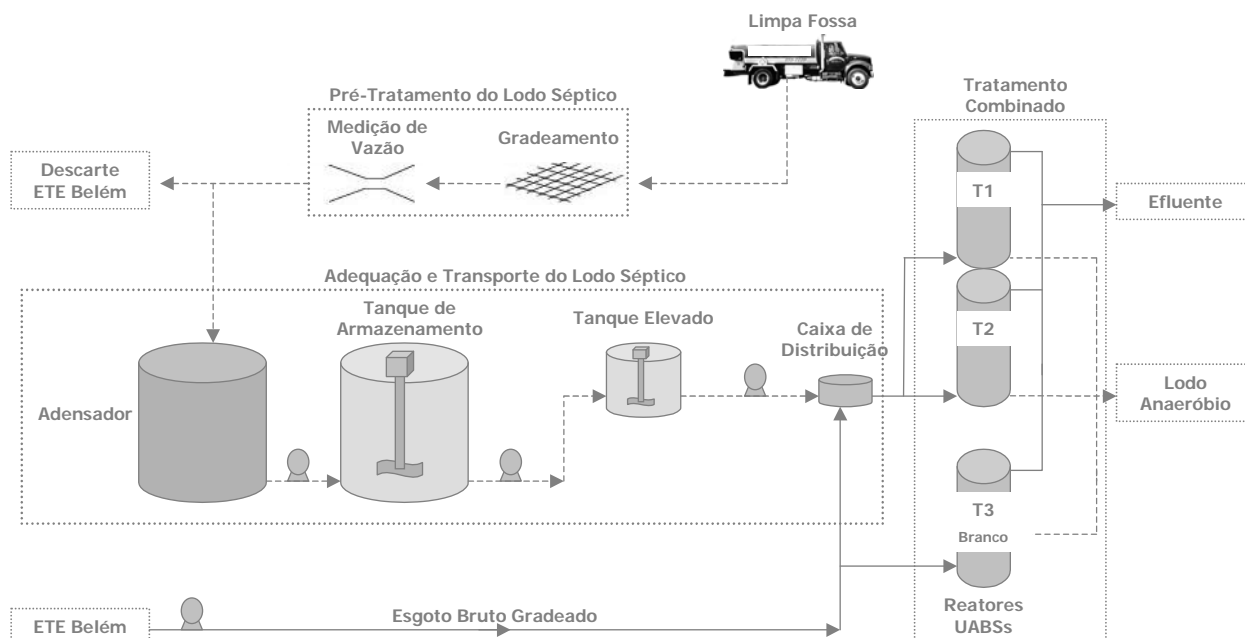 Limpa Fossa
Pré-Tratamento do Lodo Séptico
Medição de
Vazão
Gradeamento
Descarte
ETE Belém
Tratamento
Combinado
T1
Efluente
Adequação e Transporte do Lodo Séptico
Tanque de
Armazenamento
Tanque Elevado
Caixa de
Distribuição
T2
Adensador
Lodo
Anaeróbio
T3
Branco
Esgoto Bruto Gradeado
ETE Belém
Reatores
UABSs